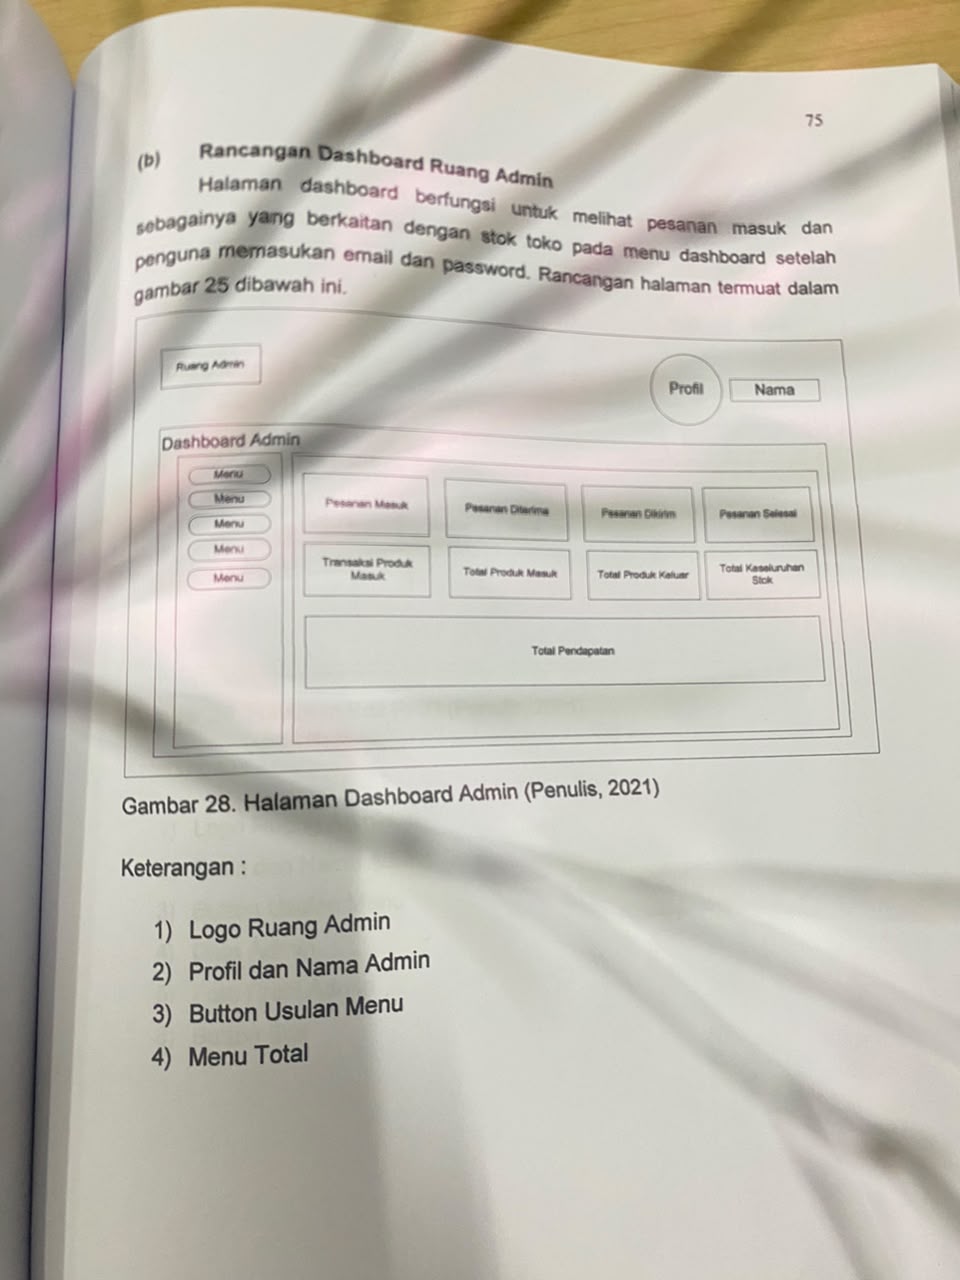 75
(b) Rancangan Dashboard Ruang Admin
Halaman dashboard berfungsi untuk melihat pesanan masuk dan
sebagainya yang berkaitan dengan stok toko pada menu dashboard setelah
penguna memasukan email dan password. Rancangan halaman termuat dalam
gambar 25 dibawah ini.
Ruang Admin
Profil
Nama
Dashboard Admin
Menu
Menu
Menu
Menu
Menu
Pesanan Masuk
Pesanan Diterima
Pesanan Dikirim
Pesanan Selesai
Transaksi Produk
Masuk
Total Produk Masuk
Total Produk Keluar
Total Keseluruhan
Stok
Total Pendapatan
Gambar 28. Halaman Dashboard Admin (Penulis, 2021)
Keterangan :
1) Logo Ruang Admin
2) Profil dan Nama Admin
3) Button Usulan Menu
4) Menu Total